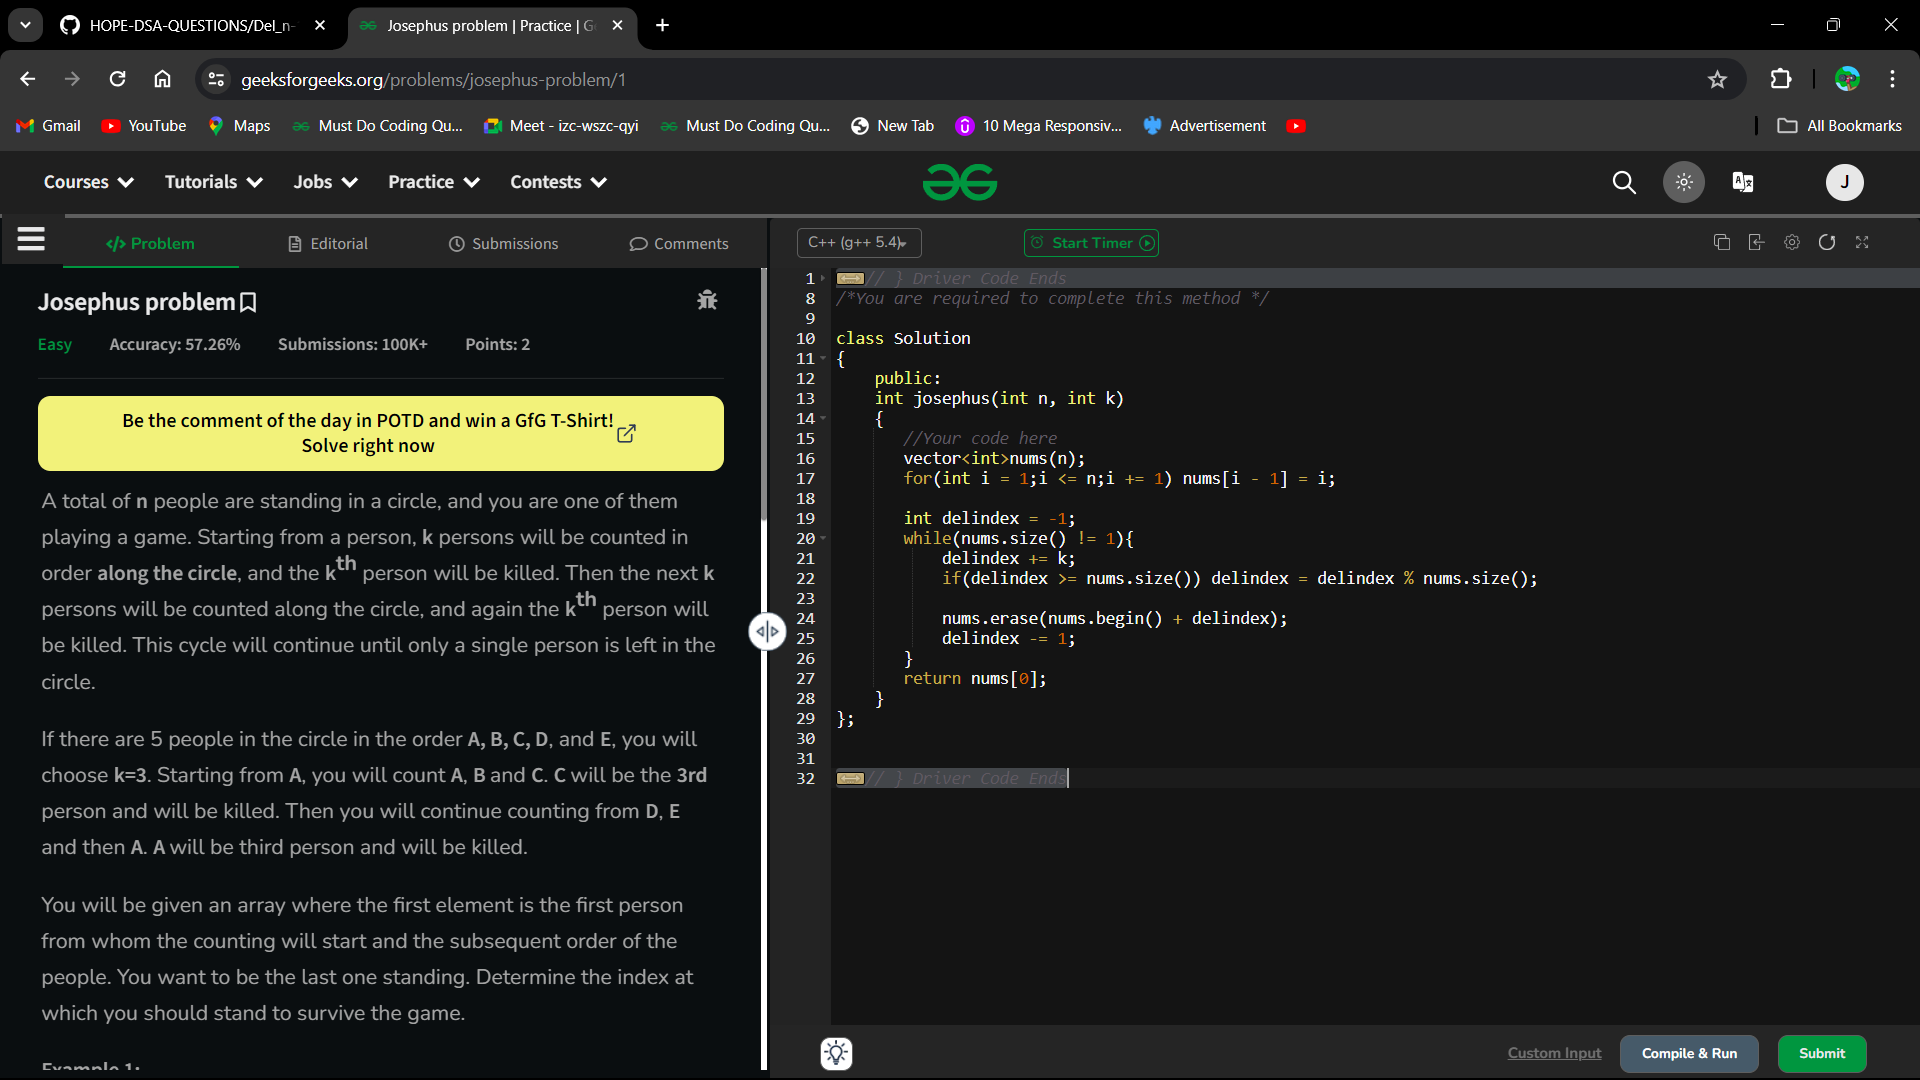 HOPE-DSA-QUESTIONS/Del_n-
Josephus problem | Practice | G
geeksforgeeks.org/problems/josephus-problem/1
Gmail YouTube Maps Must Do Coding Qu... Meet - izc-wszc-qyi Must Do Coding Qu... New Tab 10 Mega Responsiv... Advertisement All Bookmarks
Courses Tutorials Jobs Practice Contests J
</> Problem Editorial Submissions Comments
C++ (g++ 5.4) Start Timer
Josephus problem
Easy Accuracy: 57.26% Submissions: 100K+ Points: 2
Be the comment of the day in POTD and win a GfG T-Shirt!
Solve right now
A total of n people are standing in a circle, and you are one of them
playing a game. Starting from a person, k persons will be counted in
order along the circle, and the kth person will be killed. Then the next k
persons will be counted along the circle, and again the kth person will
be killed. This cycle will continue until only a single person is left in the
circle.
If there are 5 people in the circle in the order A, B, C, D, and E, you will
choose k=3. Starting from A, you will count A, B and C. C will be the 3rd
person and will be killed. Then you will continue counting from D, E
and then A. A will be third person and will be killed.
You will be given an array where the first element is the first person
from whom the counting will start and the subsequent order of the
people. You want to be the last one standing. Determine the index at
which you should stand to survive the game.
Example 1:
1 // } Driver Code Ends
8 /*You are required to complete this method */
9
10 class Solution
11 {
12 public:
13 int josephus(int n, int k)
14 {
15 //Your code here
16 vector<int>nums(n);
17 for(int i = 1;i <= n;i += 1) nums[i - 1] = i;
18
19 int delindex = -1;
20 while(nums.size() != 1){
21 delindex += k;
22 if(delindex >= nums.size()) delindex = delindex % nums.size();
23
24 nums.erase(nums.begin() + delindex);
25 delindex -= 1;
26 }
27 return nums[0];
28 }
29 };
30
31
32 // } Driver Code Ends
Custom Input Compile & Run Submit